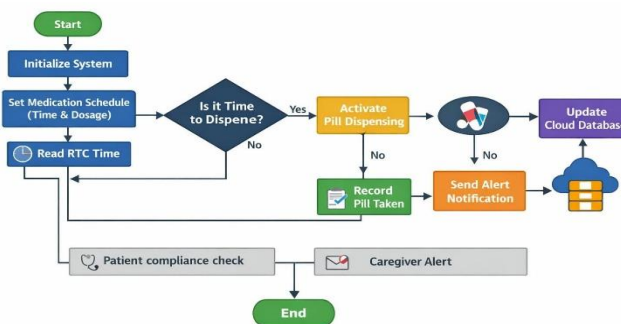 Start
Initialize System
Set Medication Schedule
(Time & Dosage)
Is it Time
to Dispene?
Yes
Activate
Pill Dispensing
Update
Cloud Database
No
Read RTC Time
No
No
Record
Pill Taken
Send Alert
Notification
Patient compliance check
Caregiver Alert
End